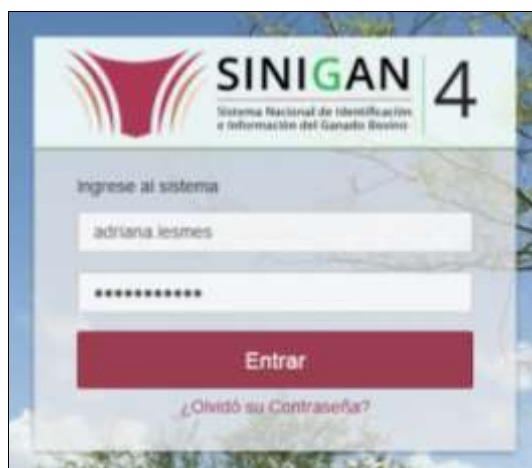 SINIGAN 4
Sistema Nacional de Identificación
e Información del Ganado Bovino
Ingrese al sistema
adriana lesmes
•••••••••••
Entrar
¿Olvidó su Contraseña?